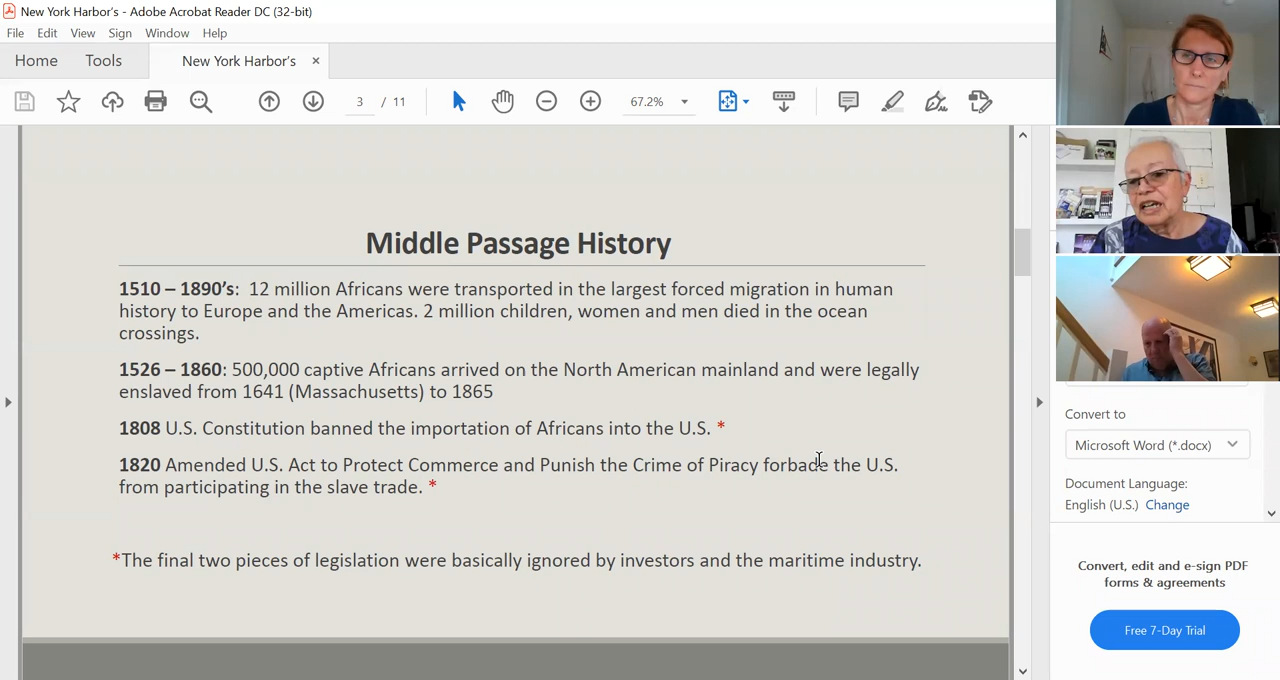 New York Harbor's - Adobe Acrobat Reader DC (32-bit)
File Edit View Sign Window Help
Home Tools New York Harbor's ×
3 / 11 67.2%
Middle Passage History
1510 – 1890's: 12 million Africans were transported in the largest forced migration in human
history to Europe and the Americas. 2 million children, women and men died in the ocean
crossings.
1526 – 1860: 500,000 captive Africans arrived on the North American mainland and were legally
enslaved from 1641 (Massachusetts) to 1865
1808 U.S. Constitution banned the importation of Africans into the U.S. *
1820 Amended U.S. Act to Protect Commerce and Punish the Crime of Piracy forbade the U.S.
from participating in the slave trade. *
*The final two pieces of legislation were basically ignored by investors and the maritime industry.
Convert to
Microsoft Word (*.docx)
Document Language:
English (U.S.) Change
Convert, edit and e-sign PDF
forms & agreements
Free 7-Day Trial